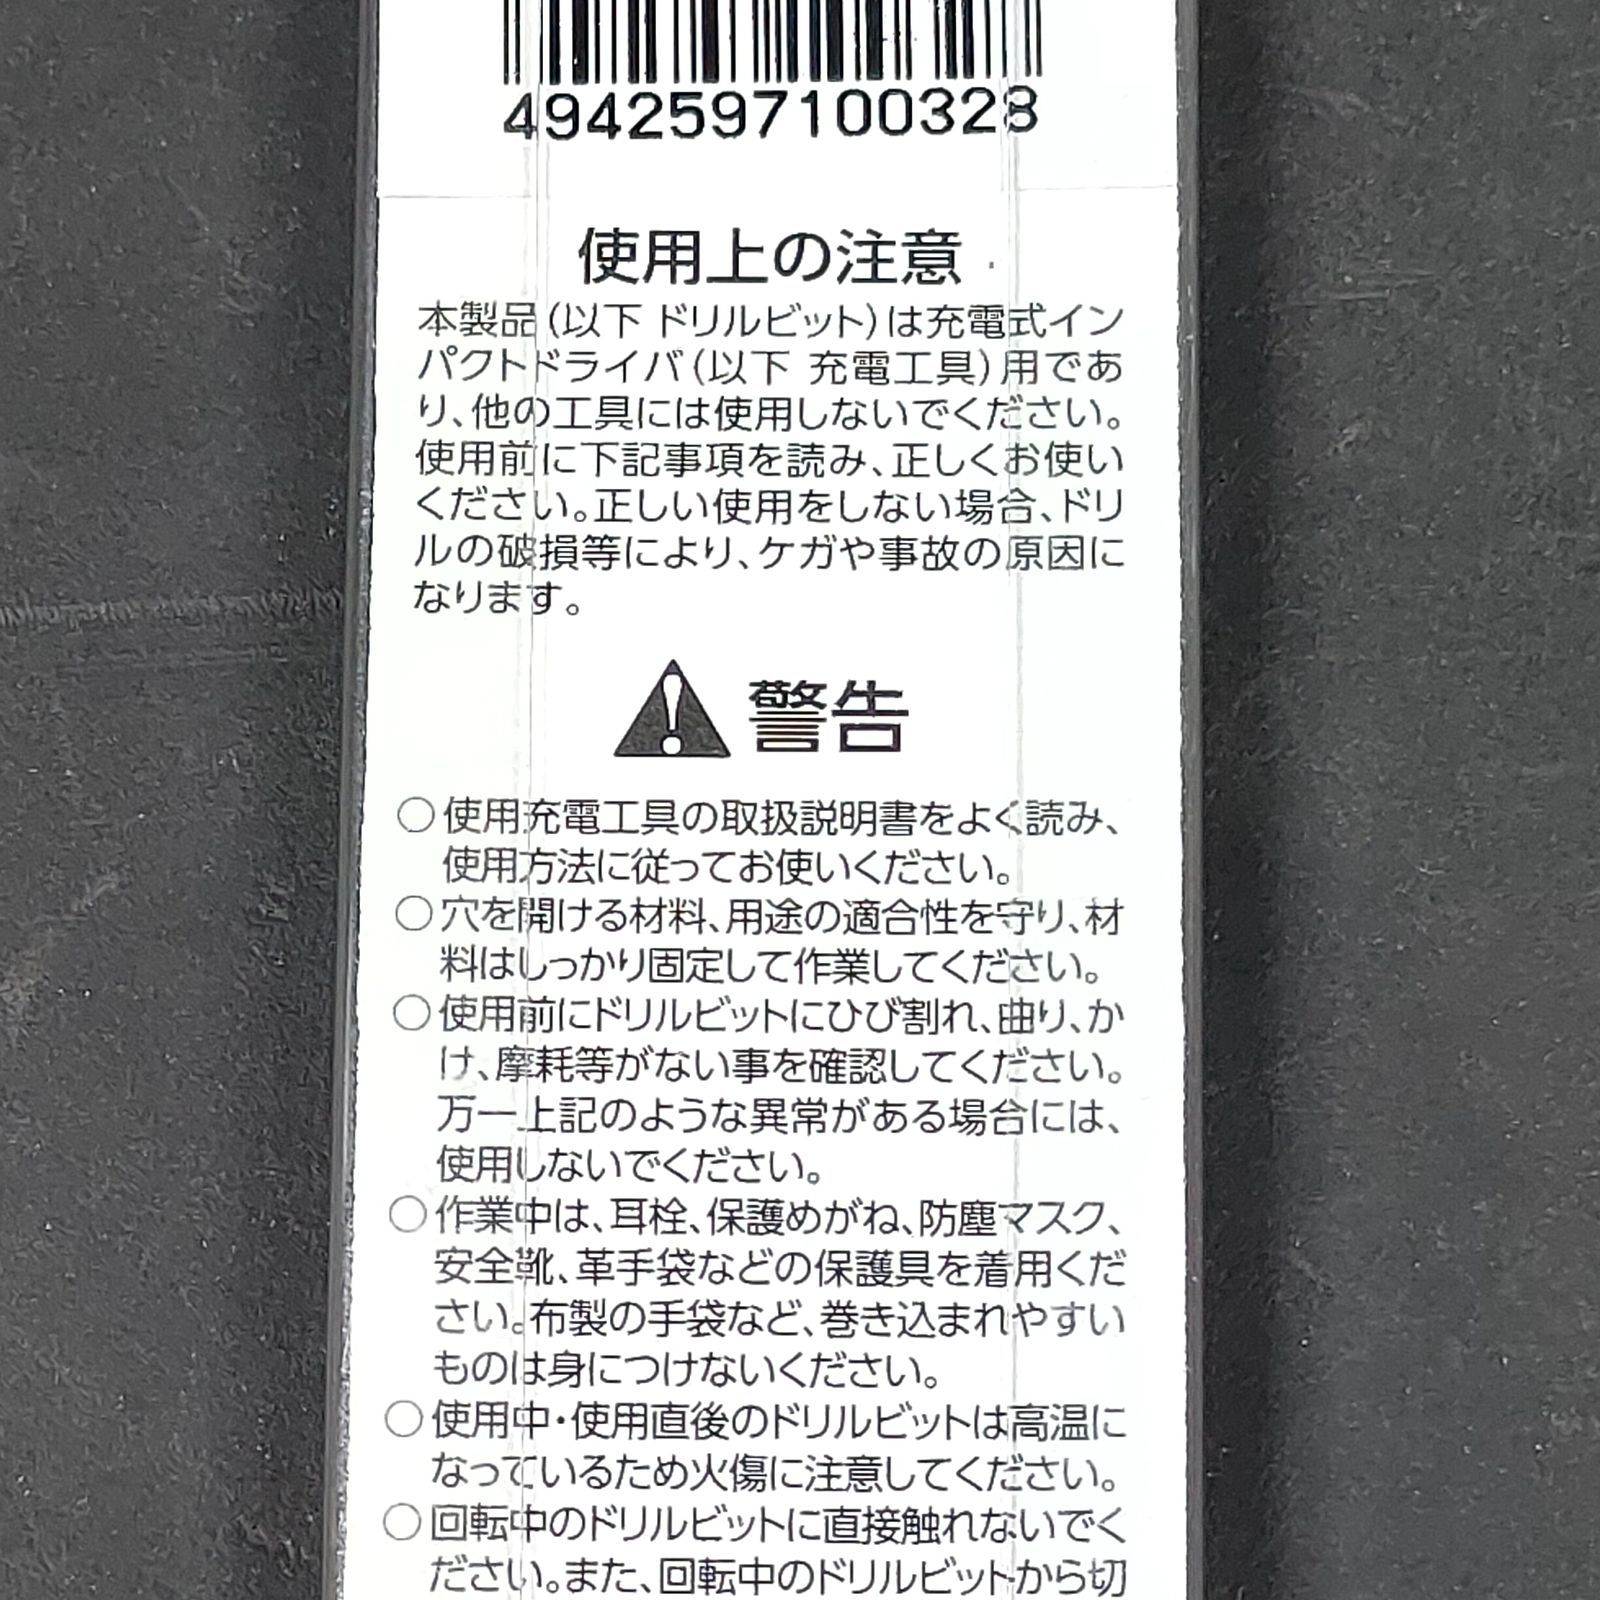 4942597100328
使用上の注意
本製品(以下 ドリルビット)は充電式イン
パクトドライバ(以下 充電工具)用であ
り、他の工具には使用しないでください。
使用前に下記事項を読み、正しくお使い
ください。正しい使用をしない場合、ドリ
ルの破損等により、ケガや事故の原因に
なります。
警告
○使用充電工具の取扱説明書をよく読み、
使用方法に従ってお使いください。
○穴を開ける材料、用途の適合性を守り、材
料はしっかり固定して作業してください。
○使用前にドリルビットにひび割れ、曲り、か
け、摩耗等がない事を確認してください。
万一上記のような異常がある場合には、
使用しないでください。
○作業中は、耳栓、保護めがね、防塵マスク、
安全靴、革手袋などの保護具を着用くだ
さい。布製の手袋など、巻き込まれやすい
ものは身につけないください。
○使用中・使用直後のドリルビットは高温に
なっているため火傷に注意してください。
○回転中のドリルビットに直接触れないでく
ださい。また、回転中のドリルビットから切